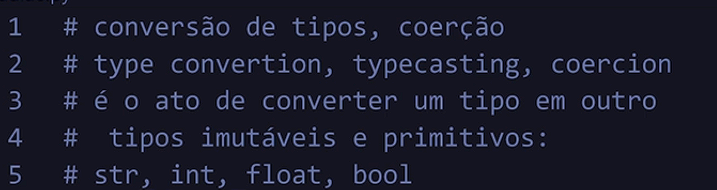 1 # conversão de tipos, coerção
2 # type convertion, typecasting, coercion
3 # é o ato de converter um tipo em outro
4 #  tipos imutáveis e primitivos:
5 # str, int, float, bool